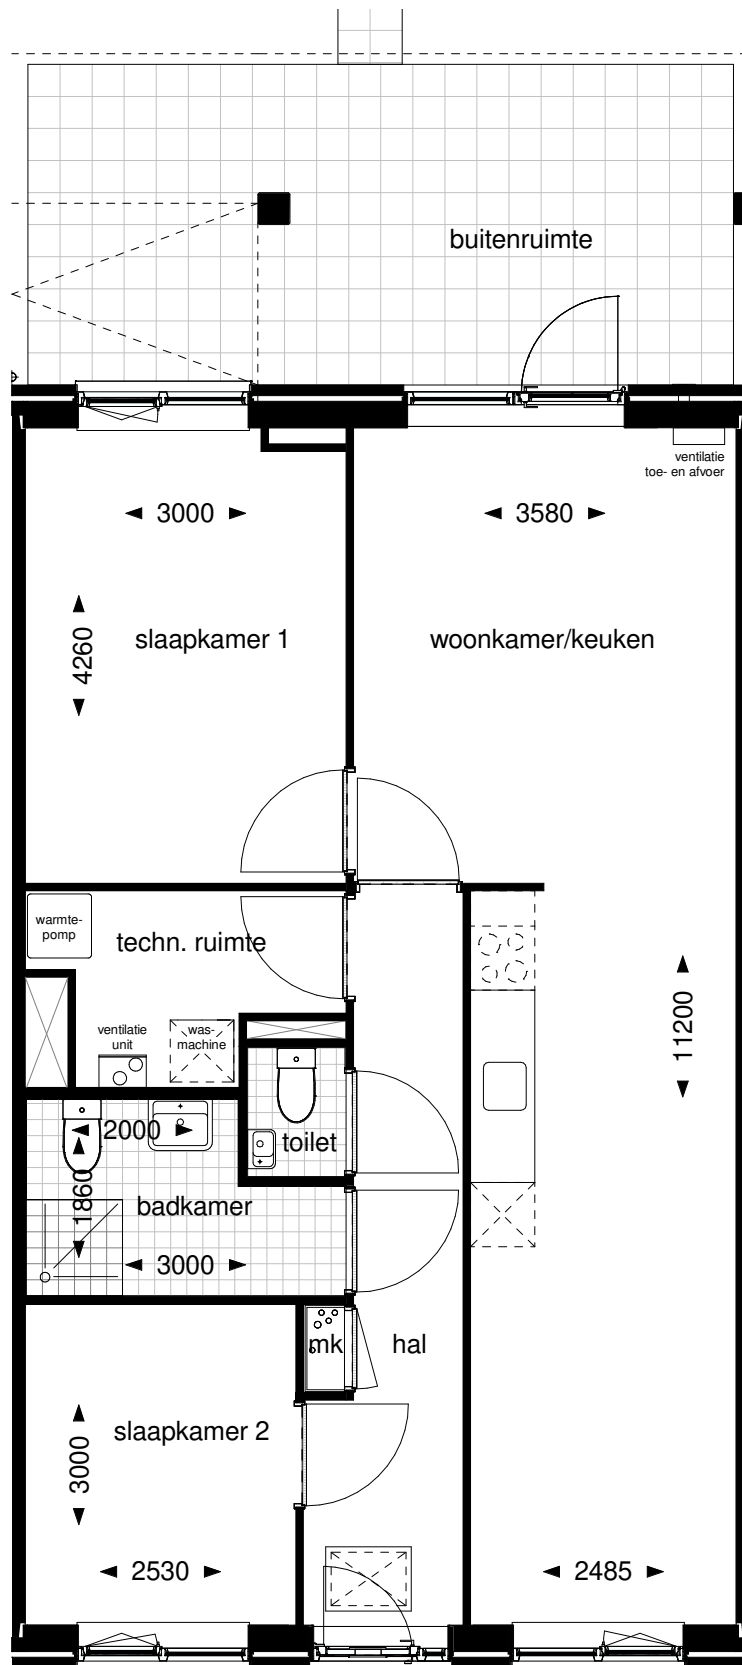 buitenruimte
ventilatie
toe- en afvoer
3000
3580
4260
slaapkamer 1
woonkamer/keuken
warmte-
pomp
techn. ruimte
11200
ventilatie
unit
was-
machine
2000
toilet
1860
badkamer
3000
mk
hal
slaapkamer 2
3000
2530
2485